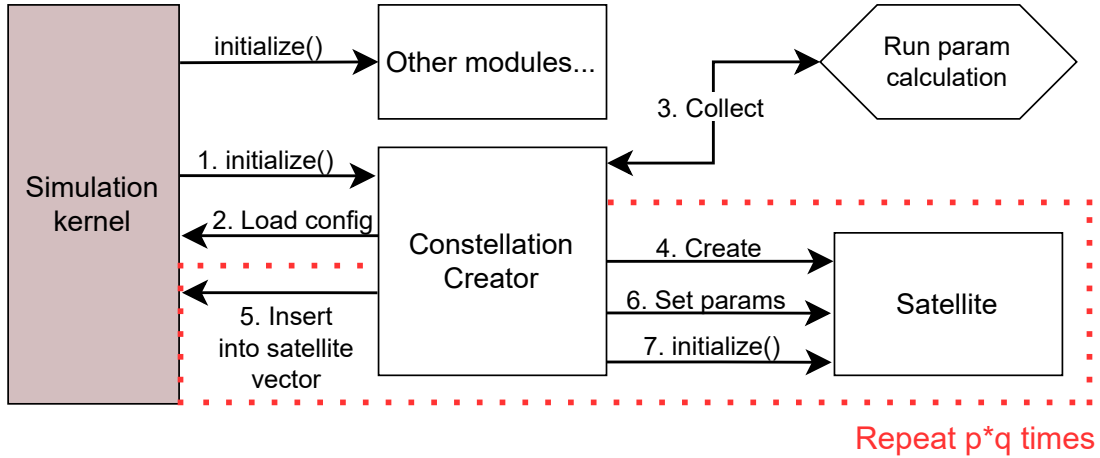 initialize()
Other modules...
Run param
calculation
3. Collect
Simulation
kernel
1. initialize()
2. Load config
Constellation
Creator
4. Create
5. Insert
into satellite
vector
6. Set params
7. initialize()
Satellite
Repeat p*q times